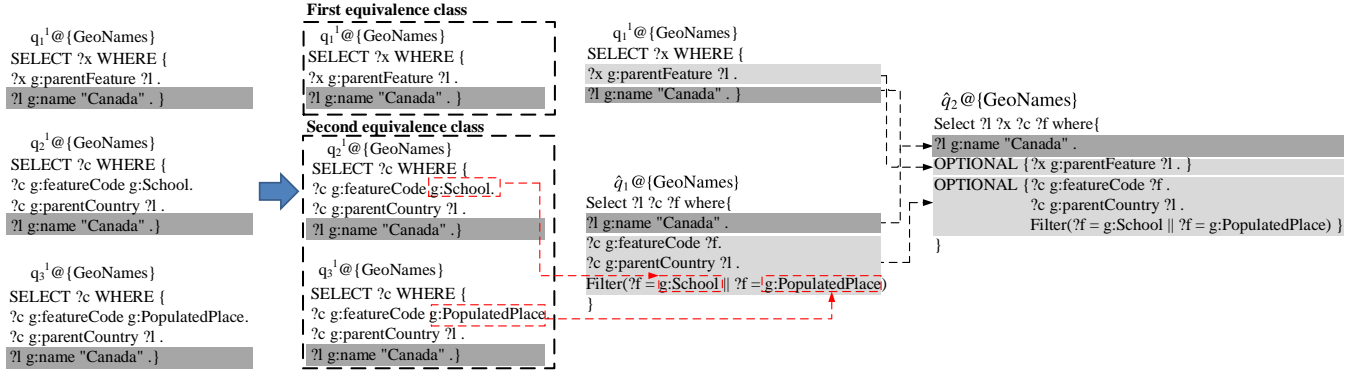 q₁¹@{GeoNames}
SELECT ?x WHERE {
?x g:parentFeature ?l .
?l g:name "Canada" . }
q₂¹@{GeoNames}
SELECT ?c WHERE {
?c g:featureCode g:School.
?c g:parentCountry ?l .
?l g:name "Canada" .}
q₃¹@{GeoNames}
SELECT ?c WHERE {
?c g:featureCode g:PopulatedPlace.
?c g:parentCountry ?l .
?l g:name "Canada" .}
First equivalence class
q₁¹@{GeoNames}
SELECT ?x WHERE {
?x g:parentFeature ?l .
?l g:name "Canada" . }
Second equivalence class
q₂¹@{GeoNames}
SELECT ?c WHERE {
?c g:featureCode g:School.
?c g:parentCountry ?l .
?l g:name "Canada" .}
q₃¹@{GeoNames}
SELECT ?c WHERE {
?c g:featureCode g:PopulatedPlace
?c g:parentCountry ?l .
?l g:name "Canada" .}
q₁¹@{GeoNames}
SELECT ?x WHERE {
?x g:parentFeature ?l .
?l g:name "Canada" . }
q̂₁@{GeoNames}
Select ?l ?c ?f where{
?l g:name "Canada" .
?c g:featureCode ?f.
?c g:parentCountry ?l .
Filter(?f = g:School || ?f = g:PopulatedPlace)
}
q̂₂@{GeoNames}
Select ?l ?x ?c ?f where{
?l g:name "Canada" .
OPTIONAL {?x g:parentFeature ?l . }
OPTIONAL {?c g:featureCode ?f .
?c g:parentCountry ?l .
Filter(?f = g:School || ?f = g:PopulatedPlace) }
}